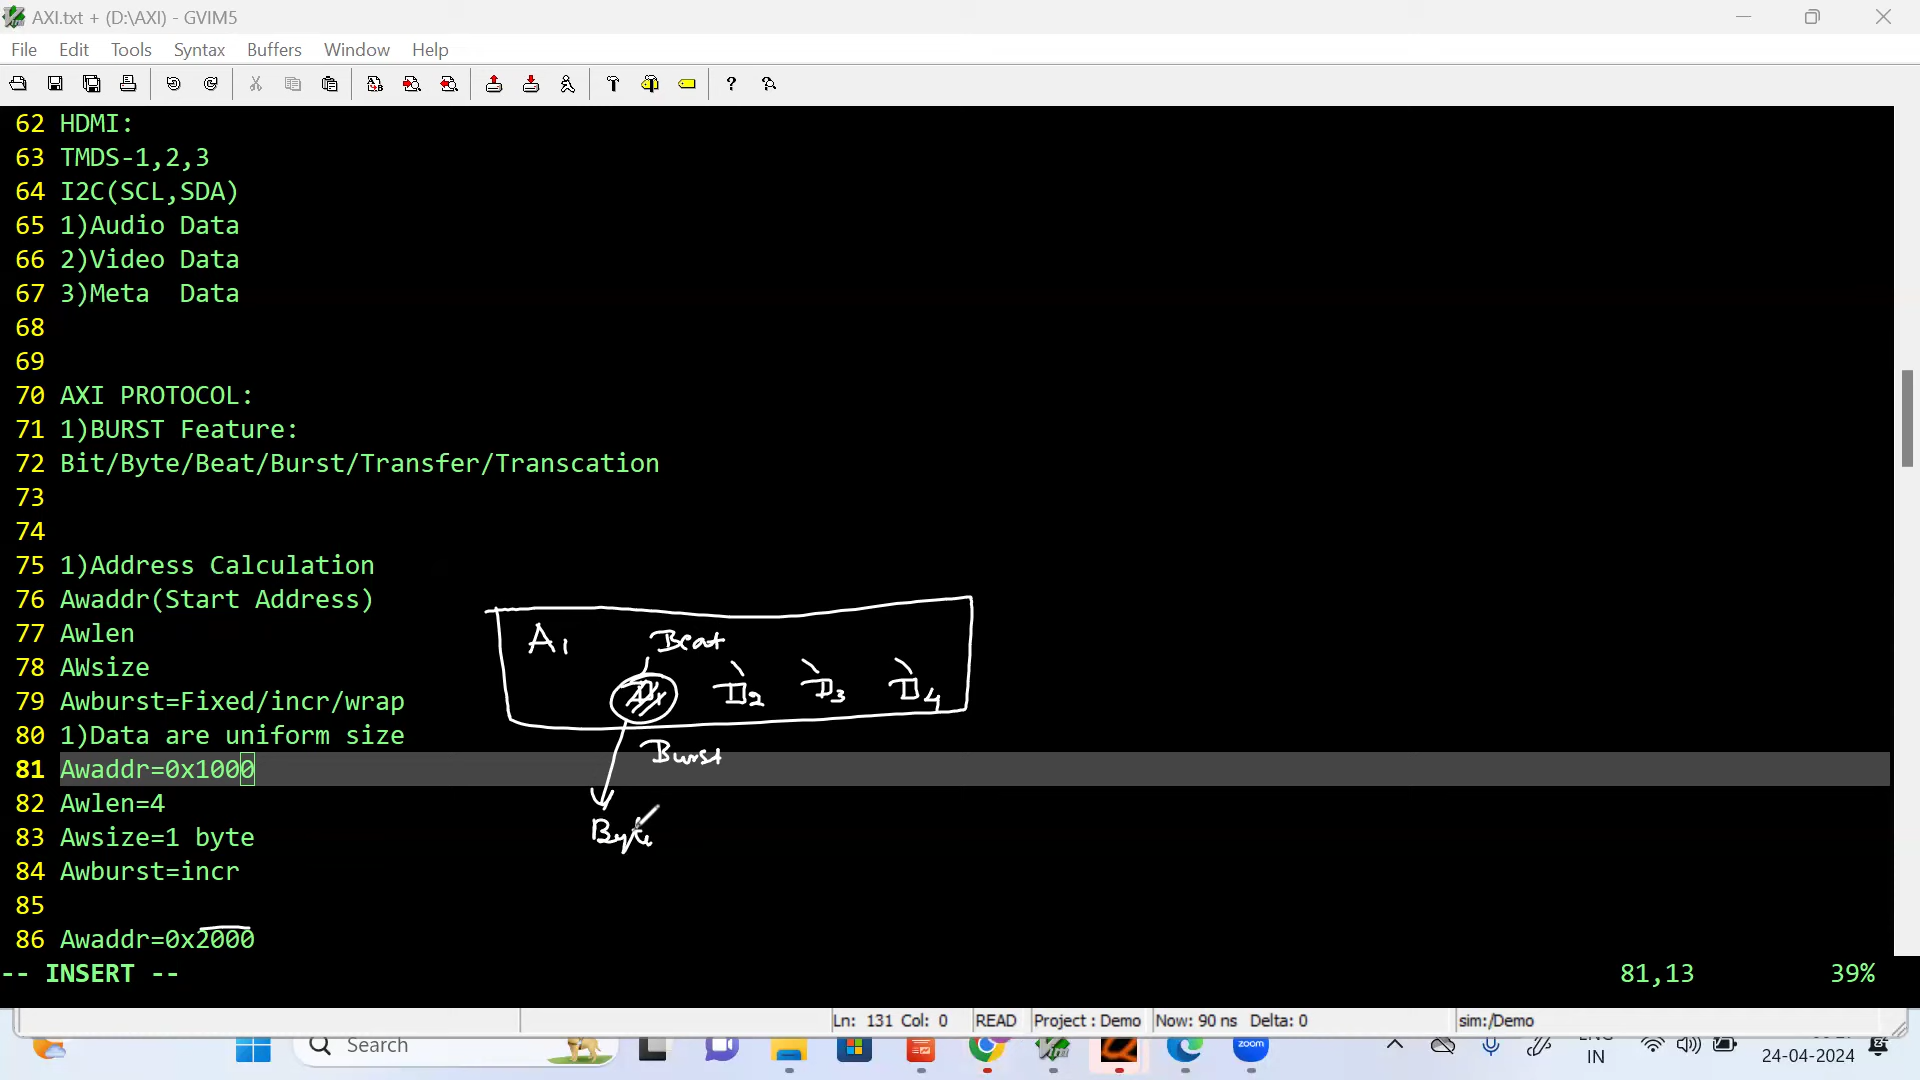 AXI.txt + (D:\AXI) - GVIM5
File Edit Tools Syntax Buffers Window Help
62 HDMI:
63 TMDS-1,2,3
64 I2C(SCL,SDA)
65 1)Audio Data
66 2)Video Data
67 3)Meta  Data
68
69
70 AXI PROTOCOL:
71 1)BURST Feature:
72 Bit/Byte/Beat/Burst/Transfer/Transcation
73
74
75 1)Address Calculation
76 Awaddr(Start Address)
77 Awlen
A1 Beat
78 AWsize
79 Awburst=Fixed/incr/wrap
D2 D3 D4
80 1)Data are uniform size
Burst
81 Awaddr=0x1000
82 Awlen=4
83 Awsize=1 byte
Byte
84 Awburst=incr
85
86 Awaddr=0x2000
-- INSERT -- 81,13 39%
Ln: 131 Col: 0 READ Project : Demo Now: 90 ns Delta: 0 sim:/Demo
Search
zoom
IN
24-04-2024